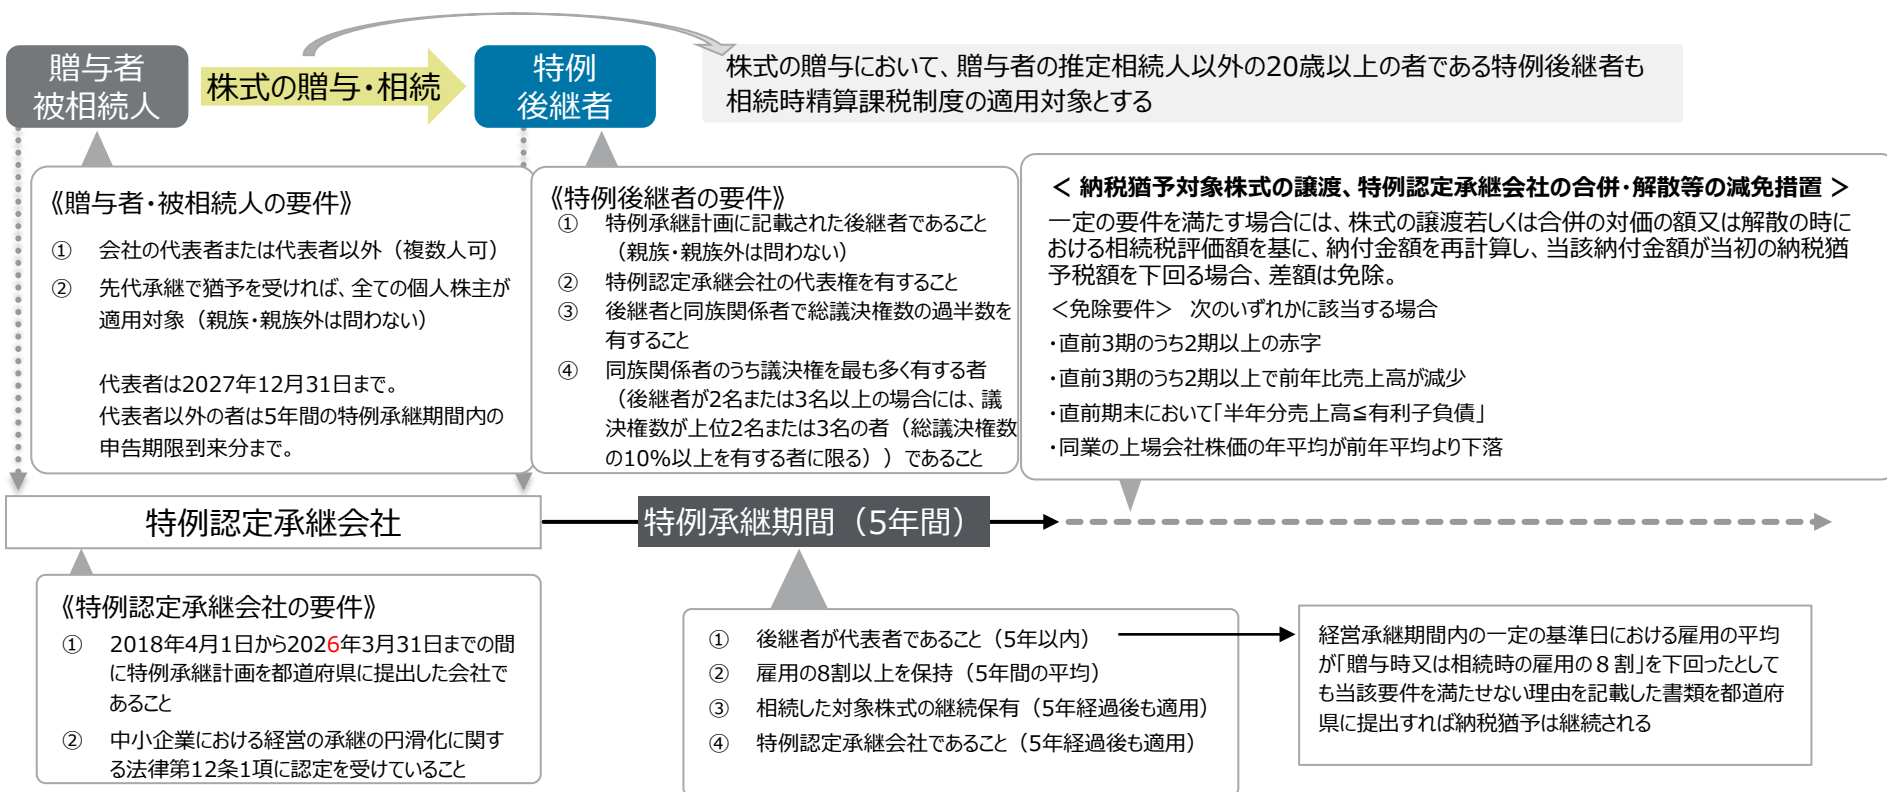 贈与者
被相続人
株式の贈与・相続
特例
後継者
株式の贈与において、贈与者の推定相続人以外の20歳以上の者である特例後継者も
相続時精算課税制度の適用対象とする
《贈与者・被相続人の要件》
① 会社の代表者または代表者以外（複数人可）
② 先代承継で猶予を受ければ、全ての個人株主が
適用対象（親族・親族外は問わない）
代表者は2027年12月31日まで。
代表者以外の者は5年間の特例承継期間内の
申告期限到来分まで。
《特例後継者の要件》
① 特例承継計画に記載された後継者であること
（親族・親族外は問わない）
② 特例認定承継会社の代表権を有すること
③ 後継者と同族関係者で総議決権数の過半数を
有すること
④ 同族関係者のうち議決権を最も多く有する者
（後継者が2名または3名以上の場合には、議
決権数が上位2名または3名の者（総議決権数
の10%以上を有する者に限る））であること
＜ 納税猶予対象株式の譲渡、特例認定承継会社の合併・解散等の減免措置 ＞
一定の要件を満たす場合には、株式の譲渡若しくは合併の対価の額又は解散の時に
おける相続税評価額を基に、納付金額を再計算し、当該納付金額が当初の納税猶
予税額を下回る場合、差額は免除。
＜免除要件＞ 次のいずれかに該当する場合
・直前3期のうち2期以上の赤字
・直前3期のうち2期以上で前年比売上高が減少
・直前期末において「半年分売上高≦有利子負債」
・同業の上場会社株価の年平均が前年平均より下落
特例認定承継会社
特例承継期間（5年間）
《特例認定承継会社の要件》
① 2018年4月1日から2026年3月31日までの間
に特例承継計画を都道府県に提出した会社で
あること
② 中小企業における経営の承継の円滑化に関す
る法律第12条1項に認定を受けていること
① 後継者が代表者であること（5年以内）
② 雇用の8割以上を保持（5年間の平均）
③ 相続した対象株式の継続保有（5年経過後も適用）
④ 特例認定承継会社であること（5年経過後も適用）
経営承継期間内の一定の基準日における雇用の平均
が「贈与時又は相続時の雇用の８割」を下回ったとして
も当該要件を満たせない理由を記載した書類を都道府
県に提出すれば納税猶予は継続される